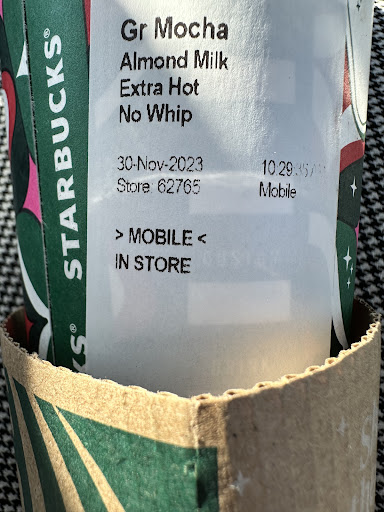 STARBUCKS®
Gr Mocha
Almond Milk
Extra Hot
No Whip
30-Nov-2023 10:29
Store: 62765 Mobile
> MOBILE <
IN STORE
KS®